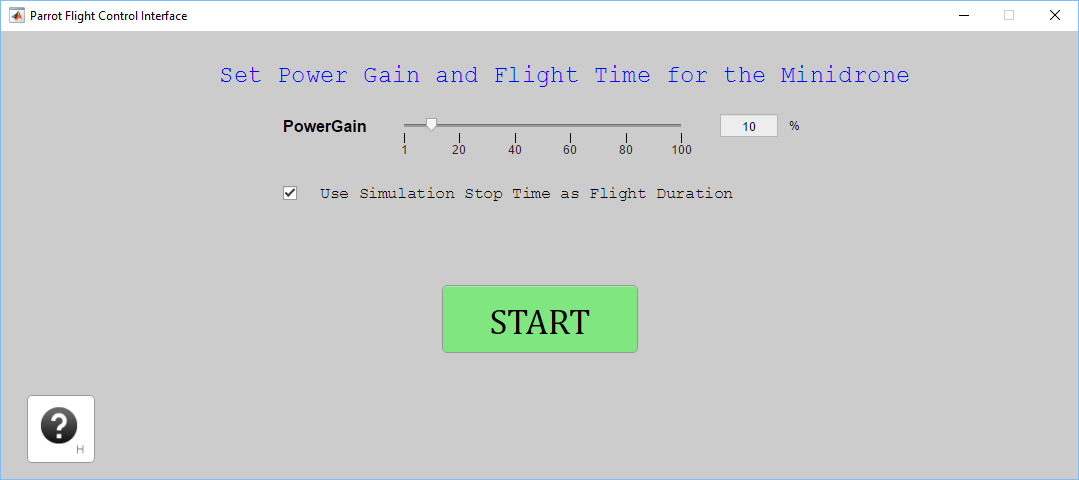 Parrot Flight Control Interface
Set Power Gain and Flight Time for the Minidrone
PowerGain
1 20 40 60 80 100
10 %
Use Simulation Stop Time as Flight Duration
START
?
H